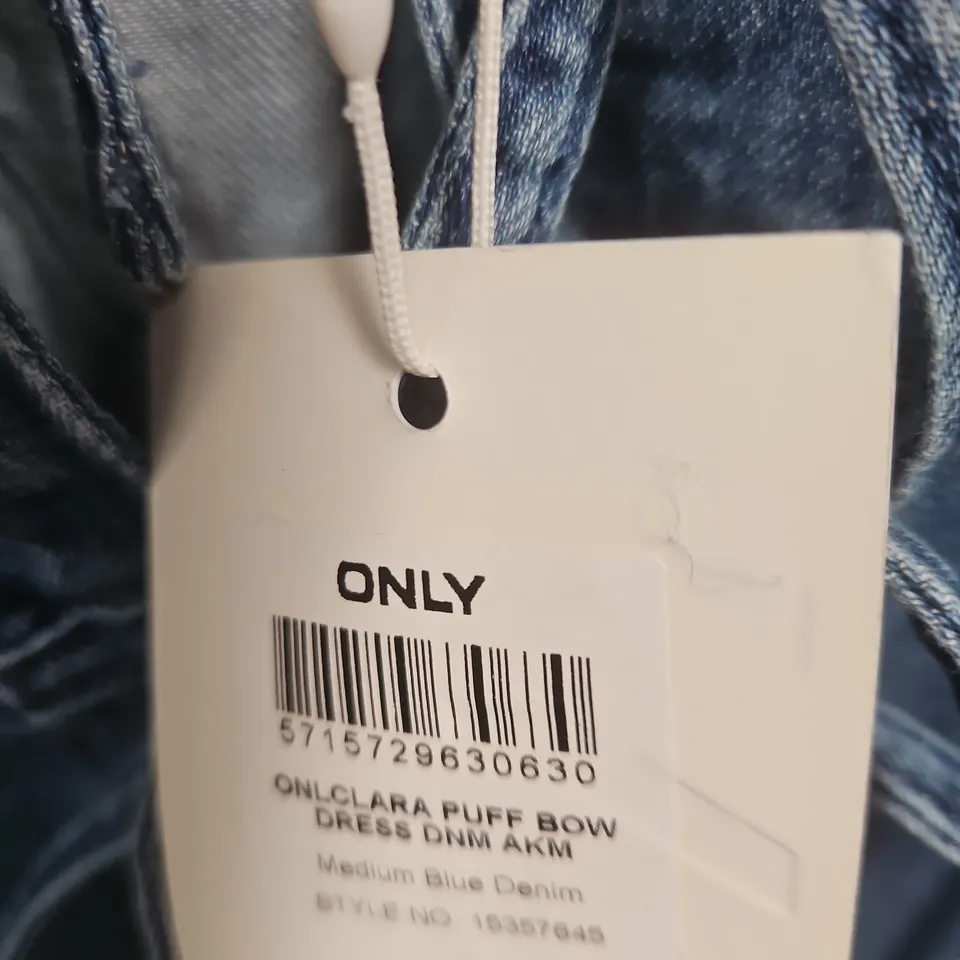 ONLY
5715729630630
ONLCLARA PUFF BOW
DRESS DNM AKM
Medium Blue Denim
STYLE NO. 15357645